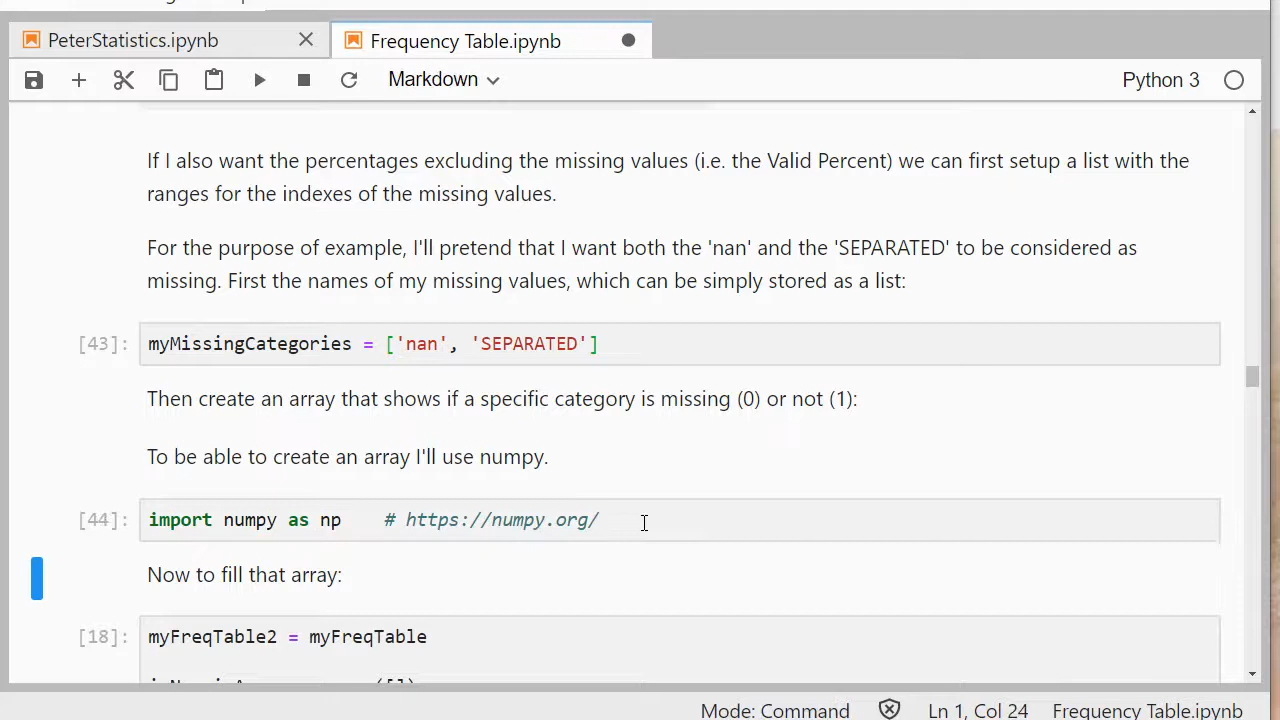 PeterStatistics.ipynb
Frequency Table.ipynb
Markdown
Python 3
If I also want the percentages excluding the missing values (i.e. the Valid Percent) we can first setup a list with the
ranges for the indexes of the missing values.
For the purpose of example, I'll pretend that I want both the 'nan' and the 'SEPARATED' to be considered as
missing. First the names of my missing values, which can be simply stored as a list:
[43]: myMissingCategories = ['nan', 'SEPARATED']
Then create an array that shows if a specific category is missing (0) or not (1):
To be able to create an array I'll use numpy.
[44]: import numpy as np    # https://numpy.org/
Now to fill that array:
[18]: myFreqTable2 = myFreqTable
Mode: Command
Ln 1, Col 24
Frequency Table.ipynb